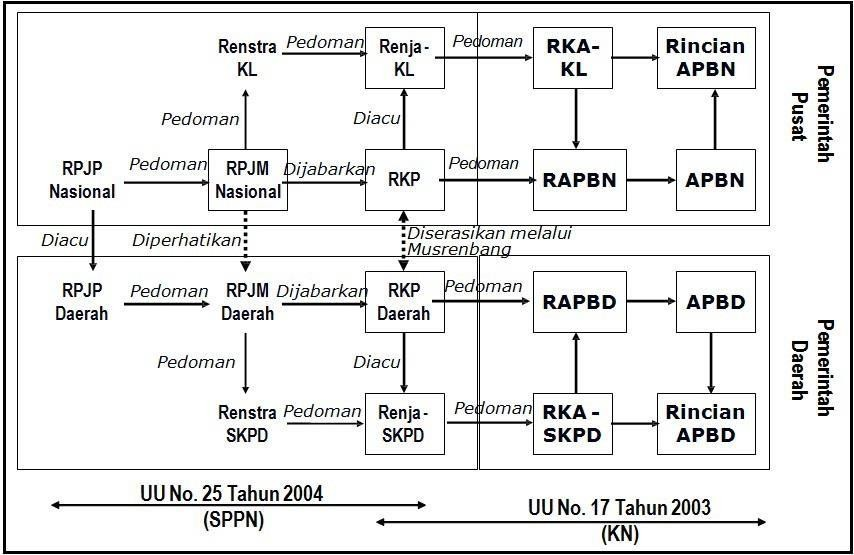 Renstra
KL
Pedoman
Renja-
KL
Pedoman
RKA-
KL
Rincian
APBN
Pemerintah
Pusat
Pedoman
Diacu
RPJP
Nasional
Pedoman
RPJM
Nasional
Dijabarkan
RKP
Pedoman
RAPBN
APBN
Diacu
Diperhatikan
Diserasikan melalui
Musrenbang
RPJP
Daerah
Pedoman
RPJM
Daerah
Dijabarkan
RKP
Daerah
Pedoman
RAPBD
APBD
Pemerintah
Daerah
Pedoman
Diacu
Renstra
SKPD
Pedoman
Renja-
SKPD
Pedoman
RKA -
SKPD
Rincian
APBD
UU No. 25 Tahun 2004
(SPPN)
UU No. 17 Tahun 2003
(KN)